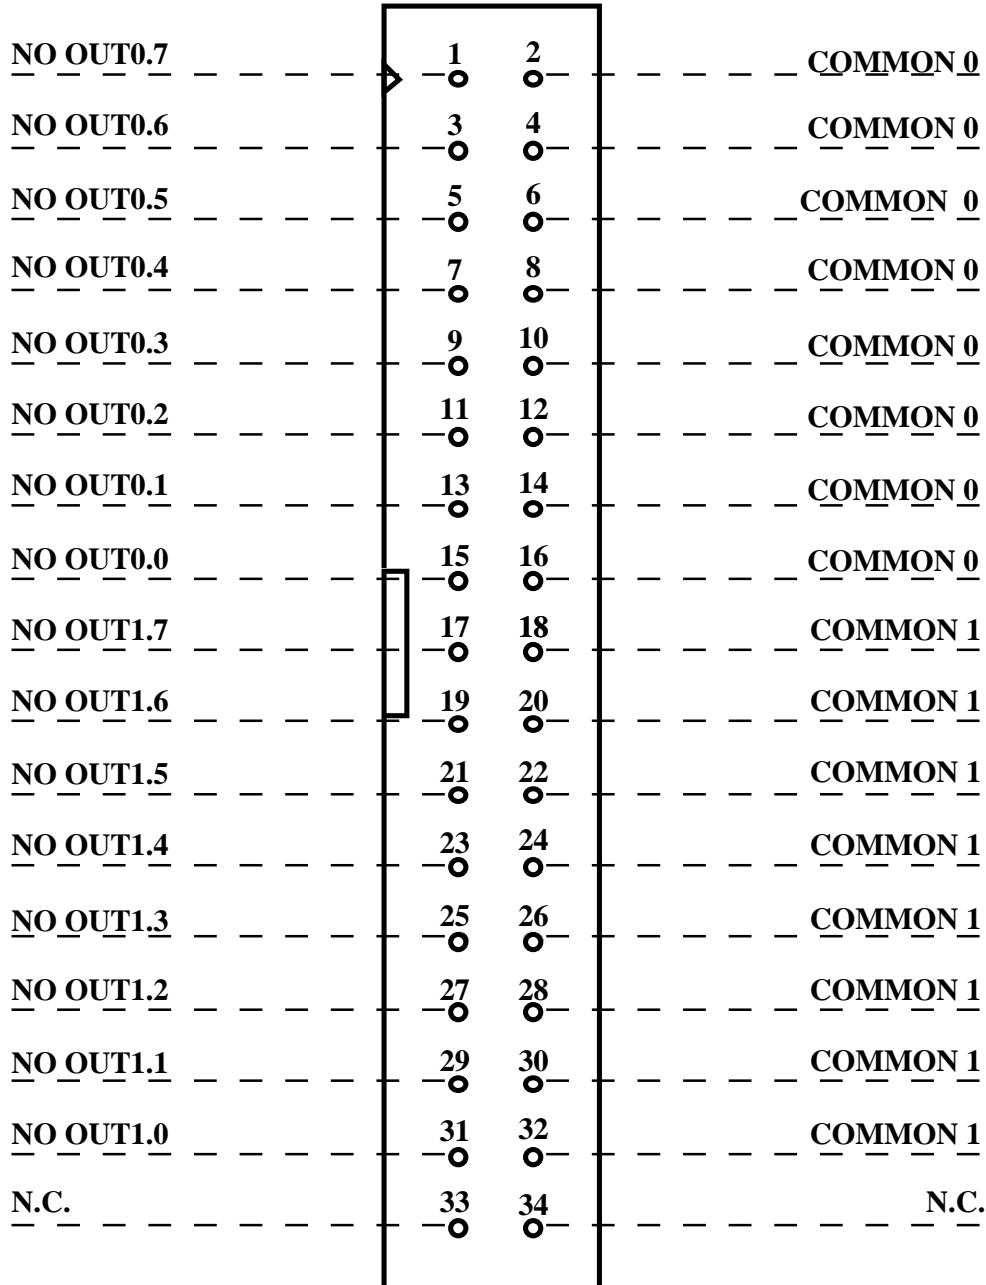 NO OUT0.7 1 2 COMMON 0
NO OUT0.6 3 4 COMMON 0
NO OUT0.5 5 6 COMMON 0
NO OUT0.4 7 8 COMMON 0
NO OUT0.3 9 10 COMMON 0
NO OUT0.2 11 12 COMMON 0
NO OUT0.1 13 14 COMMON 0
NO OUT0.0 15 16 COMMON 0
NO OUT1.7 17 18 COMMON 1
NO OUT1.6 19 20 COMMON 1
NO OUT1.5 21 22 COMMON 1
NO OUT1.4 23 24 COMMON 1
NO OUT1.3 25 26 COMMON 1
NO OUT1.2 27 28 COMMON 1
NO OUT1.1 29 30 COMMON 1
NO OUT1.0 31 32 COMMON 1
N.C. 33 34 N.C.